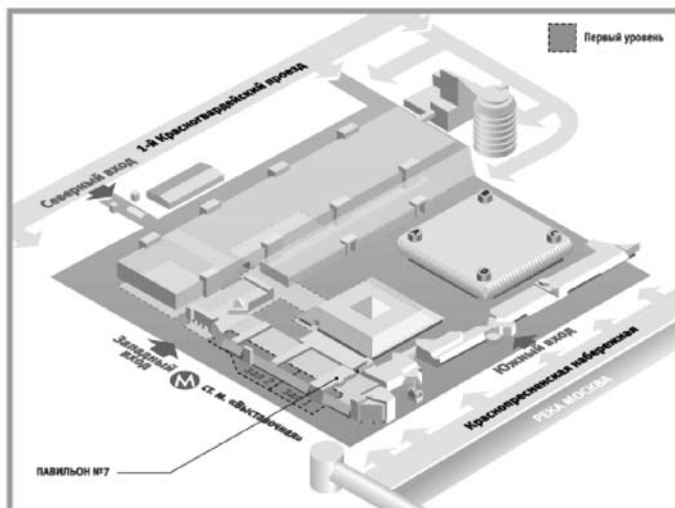 Первый уровень
1-й Красногвардейский проезд
Северный вход
Западный
вход
М
ст. м. «Выставочная»
Южный вход
Краснопресненская набережная
РЕКА МОСКВА
ПАВИЛЬОН №7